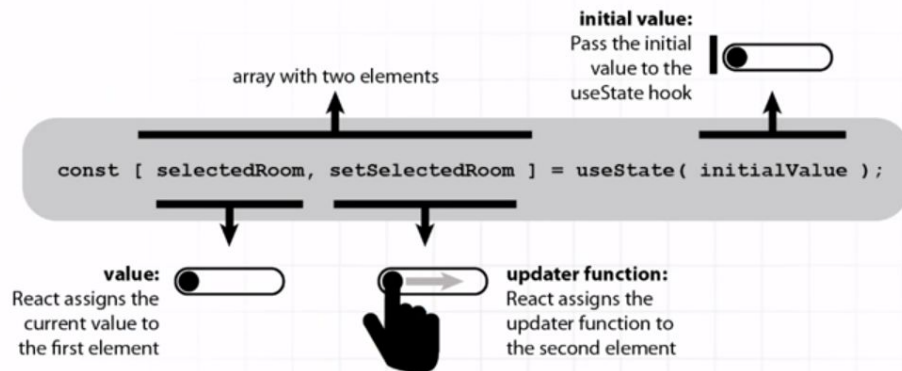 initial value:
Pass the initial
value to the
useState hook
array with two elements
const [ selectedRoom, setSelectedRoom ] = useState( initialValue );
value:
React assigns the
current value to
the first element
updater function:
React assigns the
updater function to
the second element